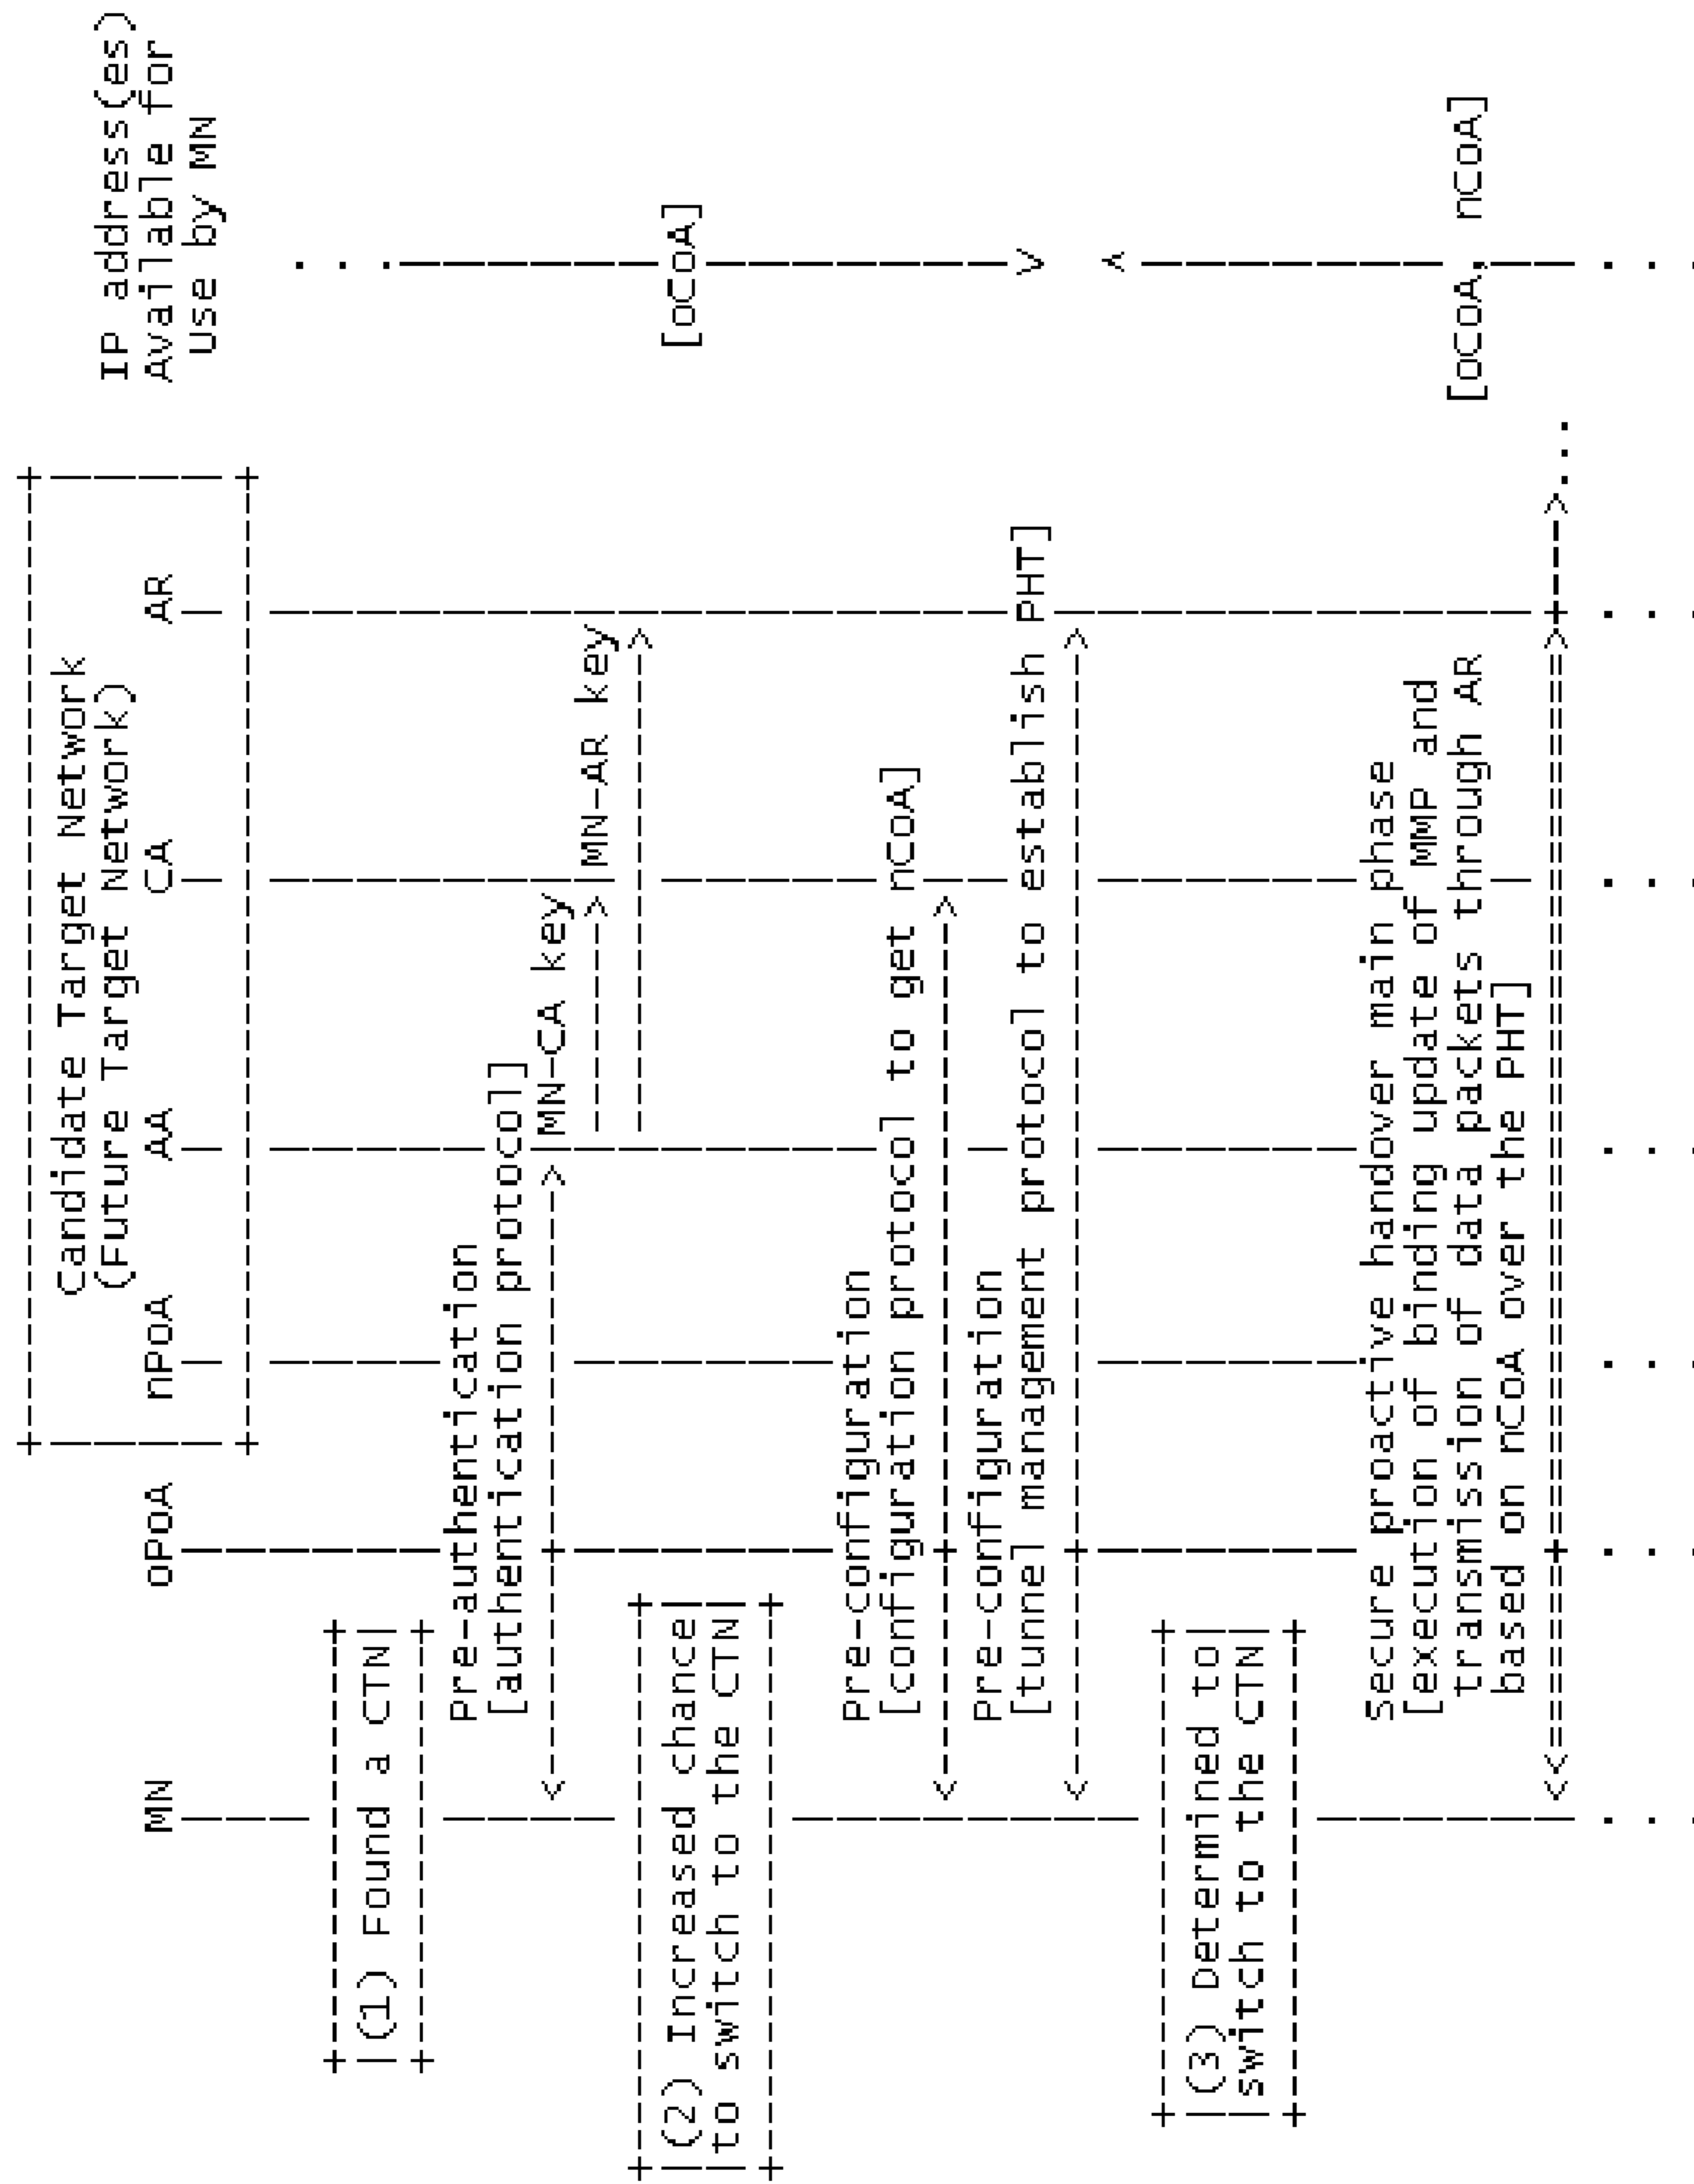 Candidate Target Network
(Future Target Network)
IP address(es)
Available for
Use by MN
MN oPoA nPoA AA CA AR
(1) Found a CTN
Pre-authentication
[authentication protocol]
MN-CA key
MN-AR key
[oCoA]
(2) Increased chance
to switch to the CTN
Pre-configuration
[configuration protocol to get nCoA]
Pre-configuration
[tunnel management protocol to establish PHT]
(3) Determined to
switch to the CTN
Secure proactive handover main phase
[execution of binding update of MMP and
transmission of data packets through AR
based on nCoA over the PHT]
[oCoA, nCoA]